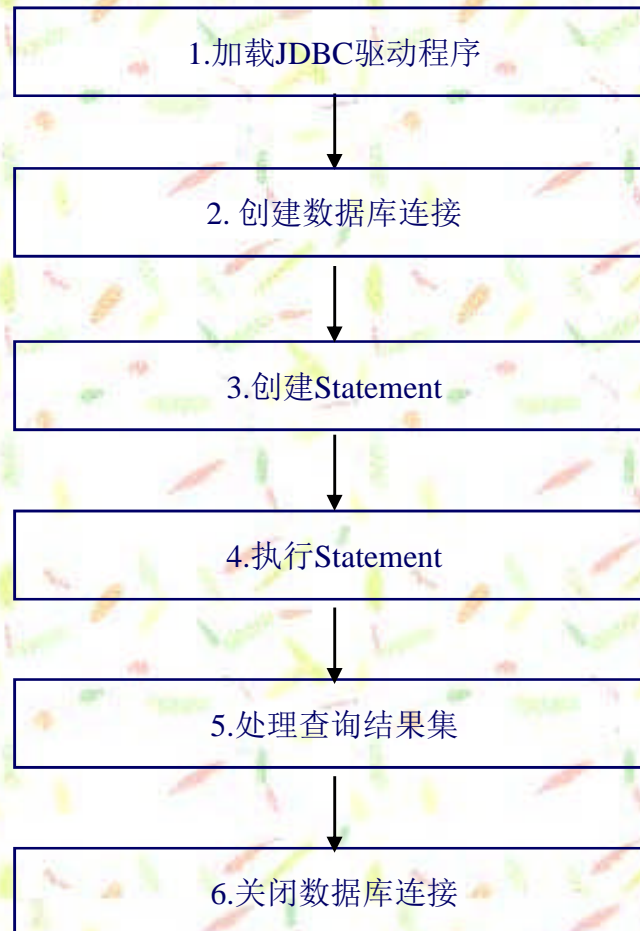 1.加载JDBC驱动程序
2. 创建数据库连接
3.创建Statement
4.执行Statement
5.处理查询结果集
6.关闭数据库连接